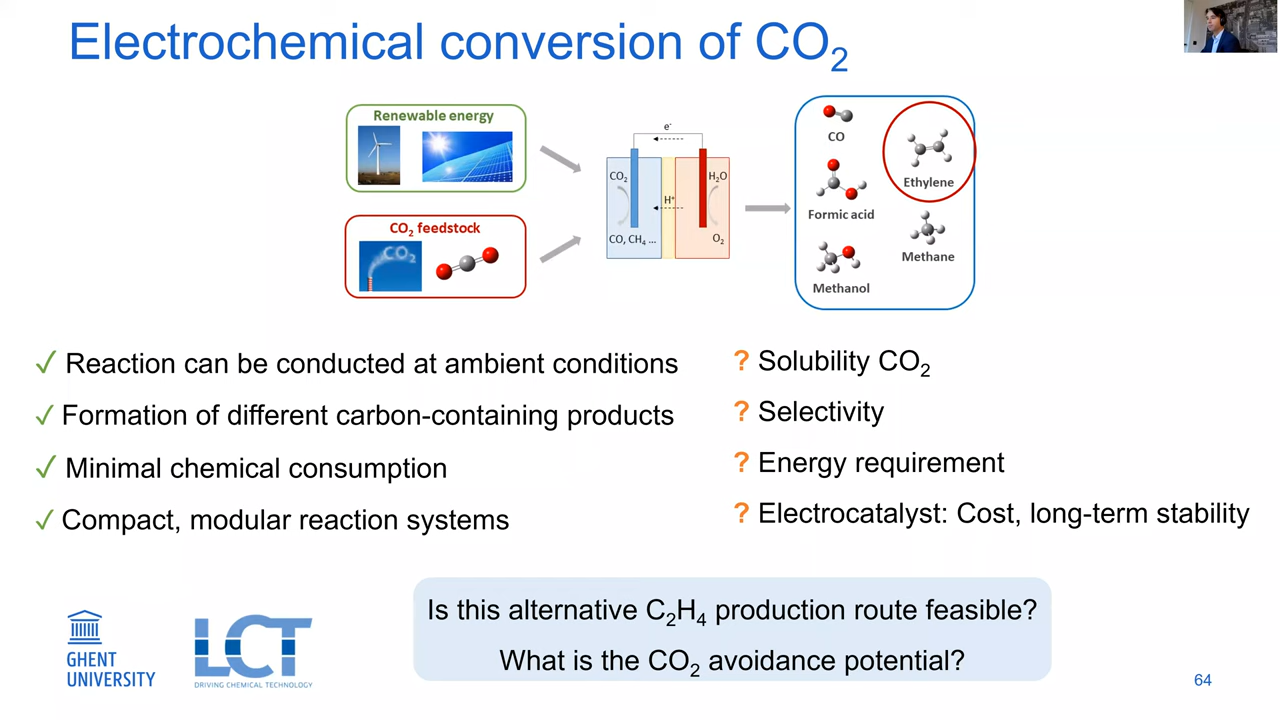 Electrochemical conversion of CO₂
Renewable energy
CO₂ feedstock
CO₂
e⁻
CO₂
H₂O
H⁺
CO, CH₄ ...
O₂
CO
Ethylene
Formic acid
Methane
Methanol
✓ Reaction can be conducted at ambient conditions
✓ Formation of different carbon-containing products
✓ Minimal chemical consumption
✓ Compact, modular reaction systems
? Solubility CO₂
? Selectivity
? Energy requirement
? Electrocatalyst: Cost, long-term stability
Is this alternative C₂H₄ production route feasible?
What is the CO₂ avoidance potential?
GHENT
UNIVERSITY
LCT
DRIVING CHEMICAL TECHNOLOGY
64